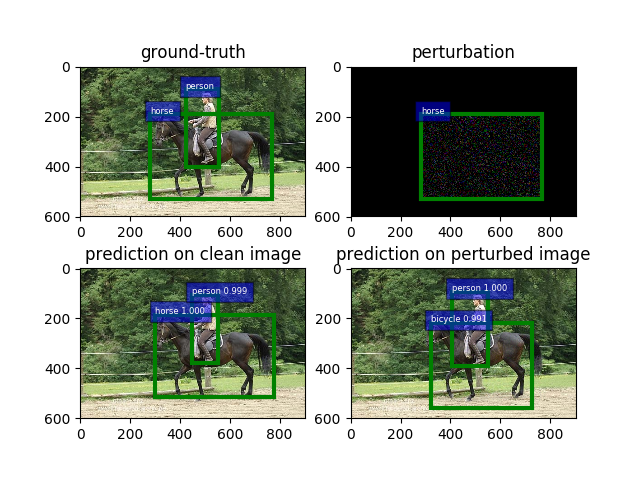 ground-truth
perturbation
0
200
400
600
person
horse
0 200 400 600 800
0
200
400
600
horse
0 200 400 600 800
prediction on clean image
prediction on perturbed image
0
200
400
600
person 0.999
horse 1.000
0 200 400 600 800
0
200
400
600
person 1.000
bicycle 0.991
0 200 400 600 800